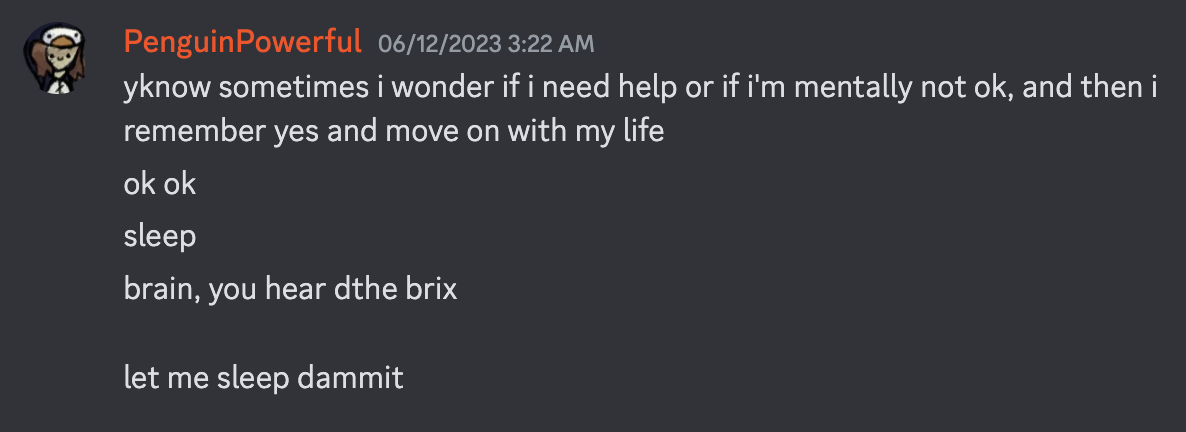 PenguinPowerful 06/12/2023 3:22 AM
yknow sometimes i wonder if i need help or if i'm mentally not ok, and then i
remember yes and move on with my life
ok ok
sleep
brain, you hear dthe brix
let me sleep dammit